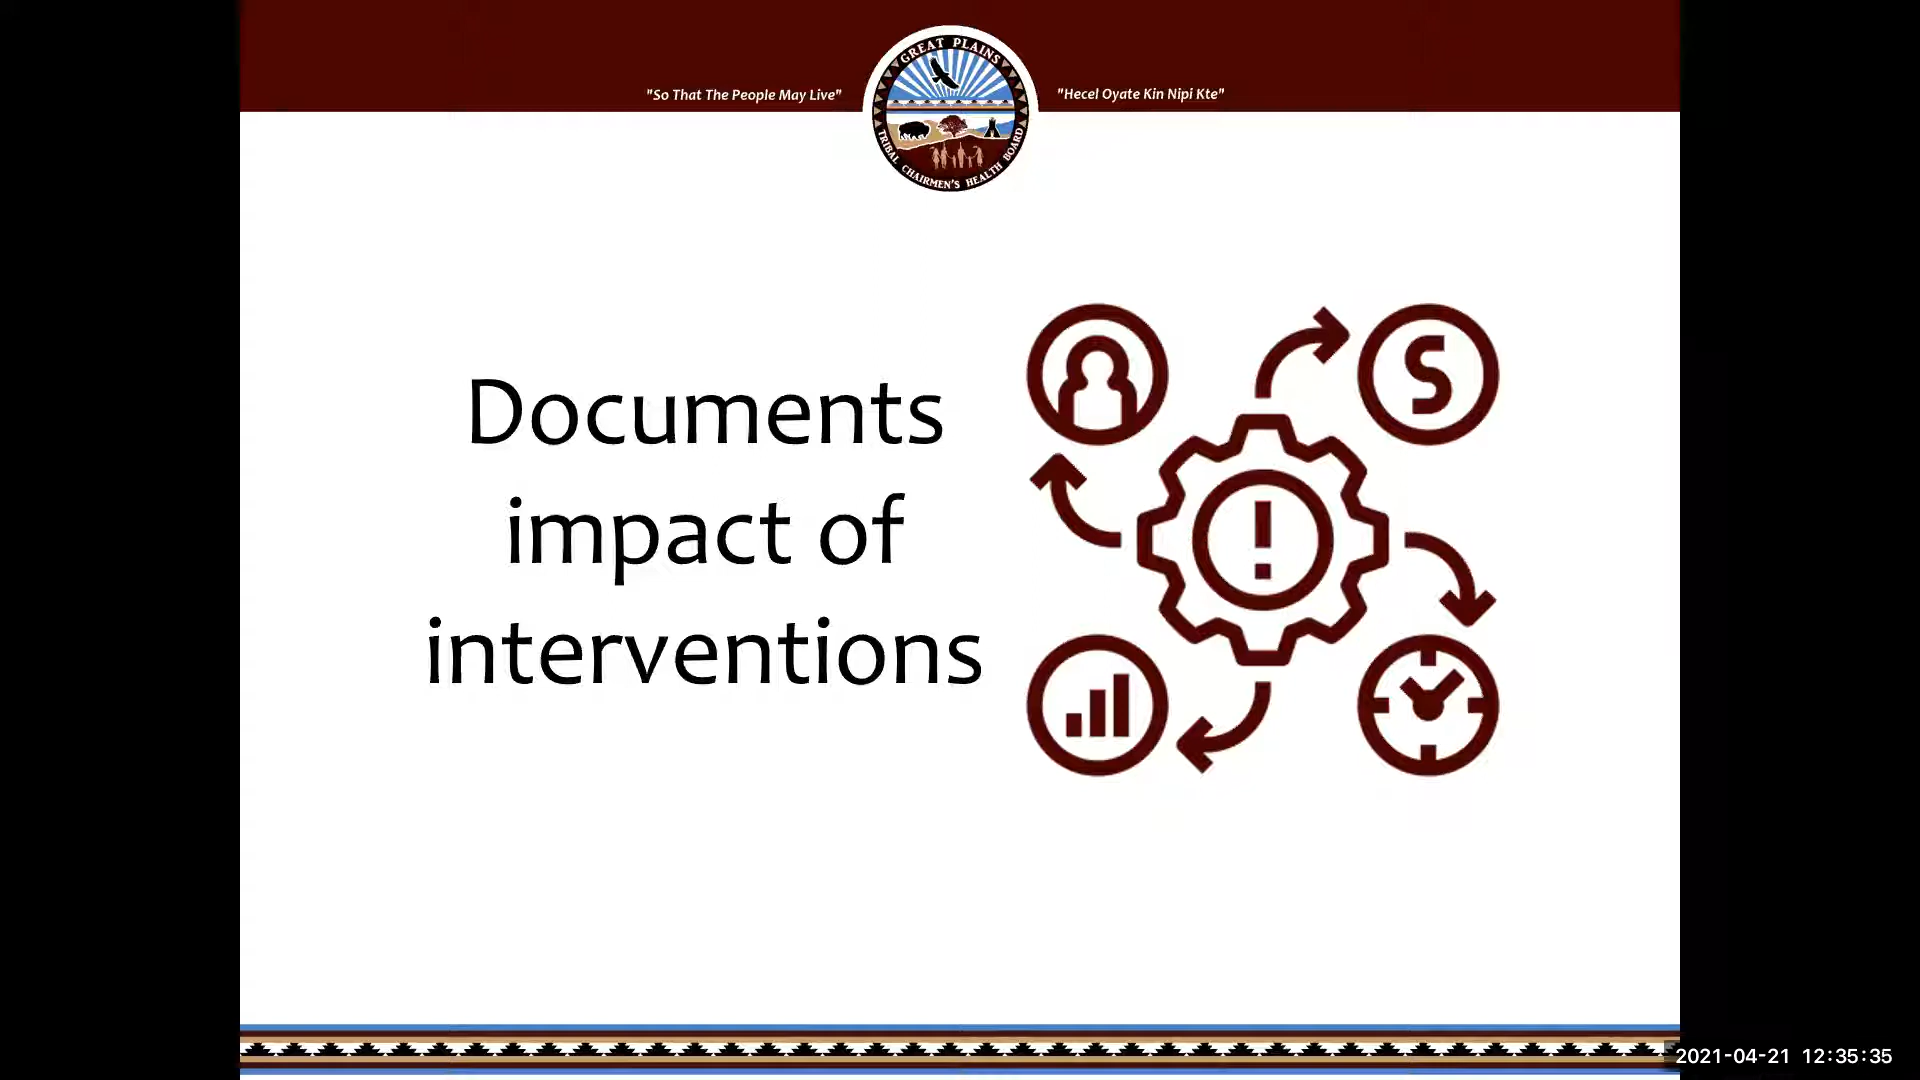 "So That The People May Live"
GREAT PLAINS
TRIBAL CHAIRMEN'S HEALTH BOARD
"Hecel Oyate Kin Nipi Kte"
Documents
impact of
interventions
S
!
2021-04-21 12:35:35